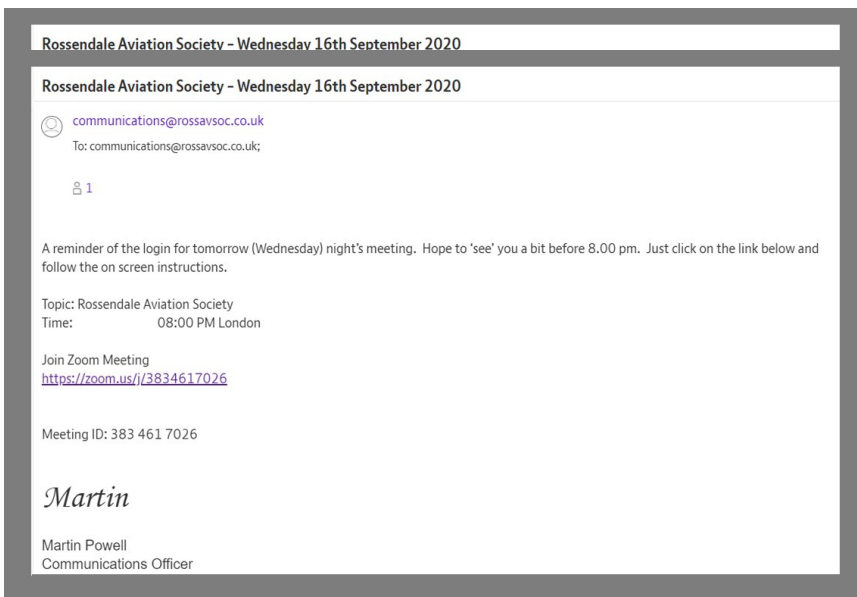 Rossendale Aviation Society – Wednesday 16th September 2020
Rossendale Aviation Society – Wednesday 16th September 2020
communications@rossavsoc.co.uk
To: communications@rossavsoc.co.uk;
1
A reminder of the login for tomorrow (Wednesday) night's meeting. Hope to 'see' you a bit before 8.00 pm. Just click on the link below and
follow the on screen instructions.
Topic: Rossendale Aviation Society
Time: 08:00 PM London
Join Zoom Meeting
https://zoom.us/j/3834617026
Meeting ID: 383 461 7026
Martin
Martin Powell
Communications Officer